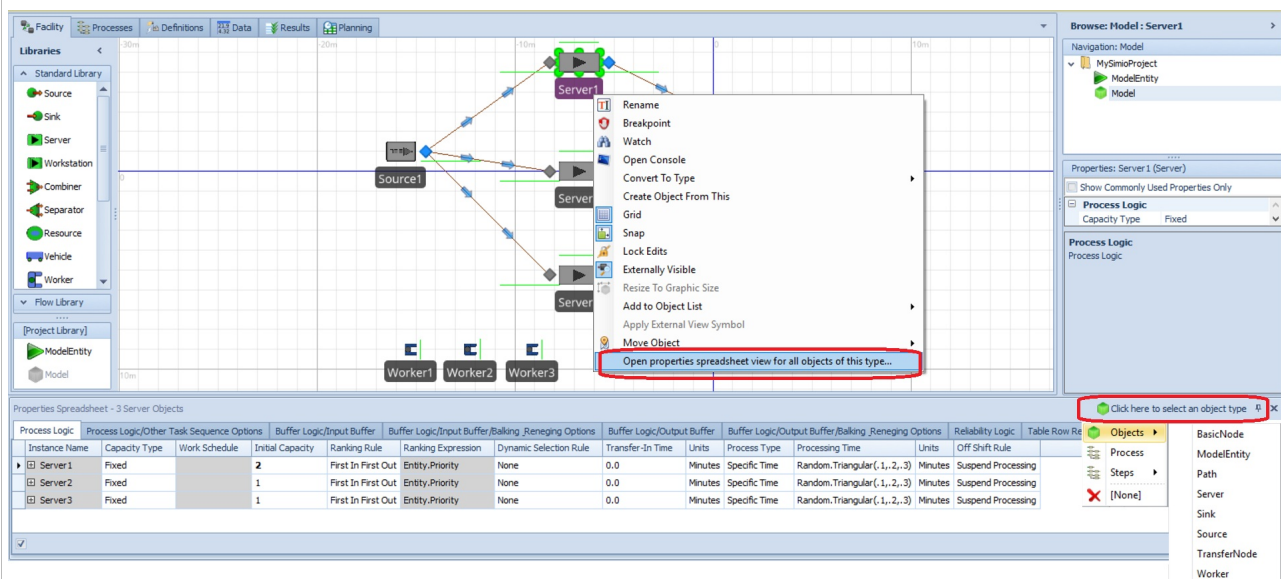 Facility Processes Definitions Data Results Planning
Libraries
Standard Library
Source
Sink
Server
Workstation
Combiner
Separator
Resource
Vehicle
Worker
Flow Library
[Project Library]
ModelEntity
Model
-30m -20m -10m 0 10m
0
10m
Source1
Server1
Server
Server
Worker1 Worker2 Worker3
Rename
Breakpoint
Watch
Open Console
Convert To Type
Create Object From This
Grid
Snap
Lock Edits
Externally Visible
Resize To Graphic Size
Add to Object List
Apply External View Symbol
Move Object
Open properties spreadsheet view for all objects of this type...
Browse: Model : Server1
Navigation: Model
MySimioProject
ModelEntity
Model
Properties: Server1 (Server)
Show Commonly Used Properties Only
Process Logic
Capacity Type Fixed
Process Logic
Process Logic
Properties Spreadsheet - 3 Server Objects
Click here to select an object type
Process Logic Process Logic/Other Task Sequence Options Buffer Logic/Input Buffer Buffer Logic/Input Buffer/Balking_Reneging Options Buffer Logic/Output Buffer Buffer Logic/Output Buffer/Balking_Reneging Options Reliability Logic Table Row Re
Instance Name Capacity Type Work Schedule Initial Capacity Ranking Rule Ranking Expression Dynamic Selection Rule Transfer-In Time Units Process Type Processing Time Units Off Shift Rule
Server1 Fixed 2 First In First Out Entity.Priority None 0.0 Minutes Specific Time Random.Triangular(.1,.2,.3) Minutes Suspend Processing
Server2 Fixed 1 First In First Out Entity.Priority None 0.0 Minutes Specific Time Random.Triangular(.1,.2,.3) Minutes Suspend Processing
Server3 Fixed 1 First In First Out Entity.Priority None 0.0 Minutes Specific Time Random.Triangular(.1,.2,.3) Minutes Suspend Processing
Objects
Process
Steps
[None]
BasicNode
ModelEntity
Path
Server
Sink
Source
TransferNode
Worker